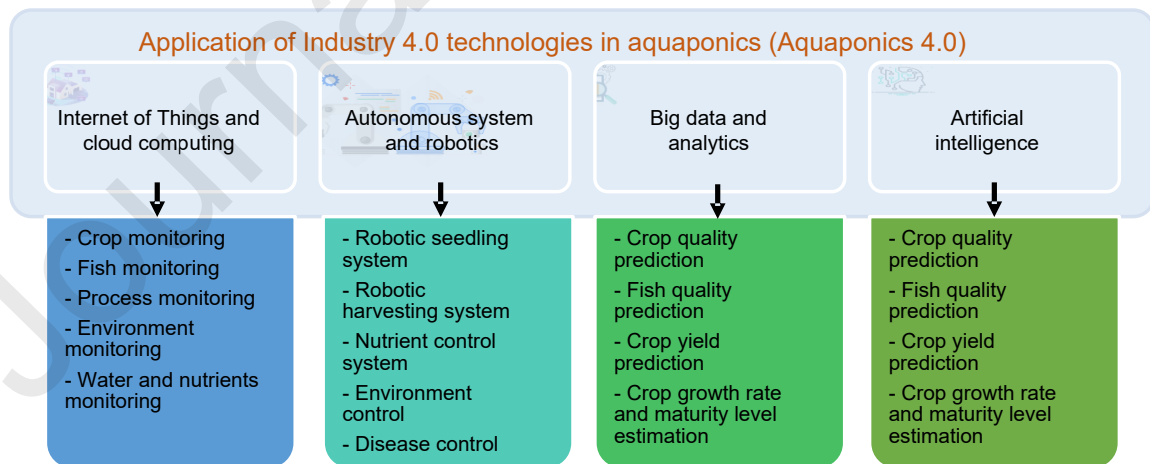 Application of Industry 4.0 technologies in aquaponics (Aquaponics 4.0)
Internet of Things and
cloud computing
Autonomous system
and robotics
Big data and
analytics
Artificial
intelligence
- Crop monitoring
- Fish monitoring
- Process monitoring
- Environment
monitoring
- Water and nutrients
monitoring
- Robotic seedling
system
- Robotic
harvesting system
- Nutrient control
system
- Environment
control
- Disease control
- Crop quality
prediction
- Fish quality
prediction
- Crop yield
prediction
- Crop growth rate
and maturity level
estimation
- Crop quality
prediction
- Fish quality
prediction
- Crop yield
prediction
- Crop growth rate
and maturity level
estimation
Journa